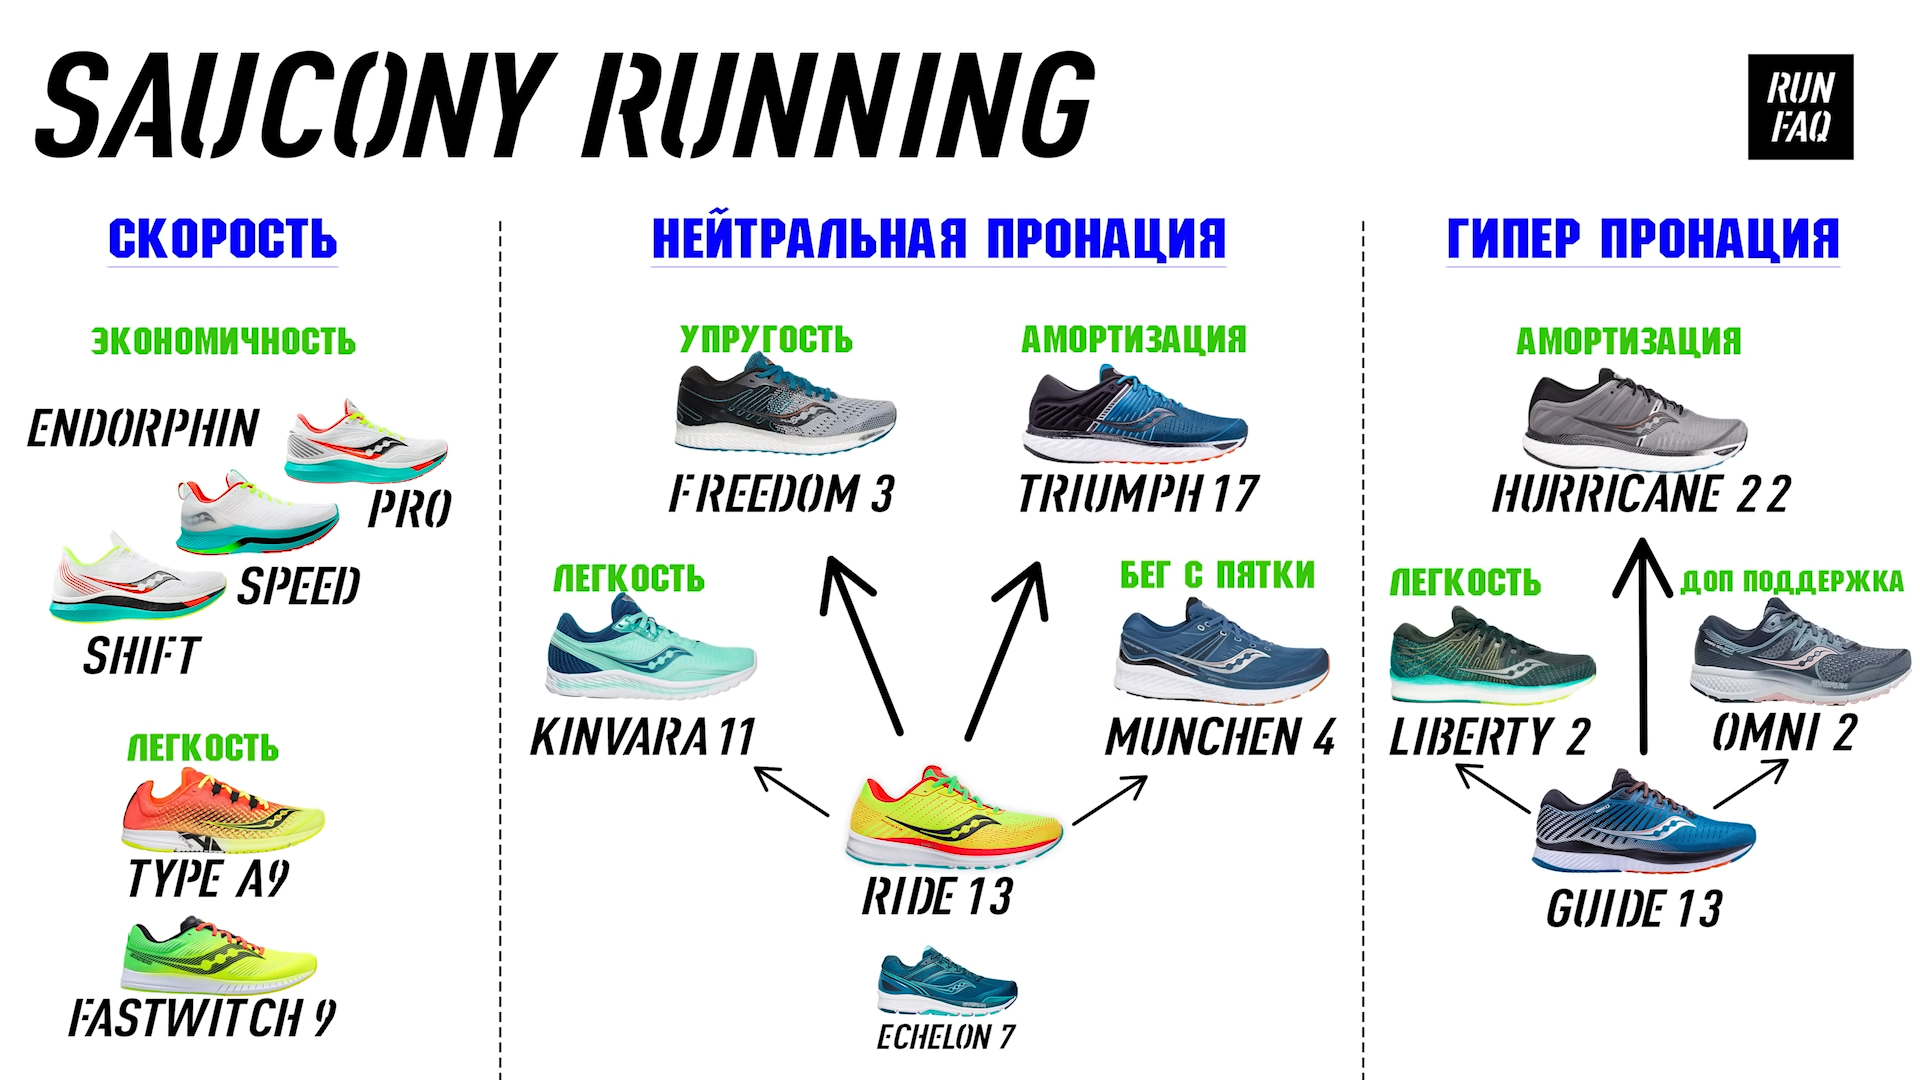 SAUCONY RUNNING
RUN
FAQ
СКОРОСТЬ
ЭКОНОМИЧНОСТЬ
ENDORPHIN
PRO
SPEED
SHIFT
ЛЕГКОСТЬ
TYPE A9
FASTWITCH 9
НЕЙТРАЛЬНАЯ ПРОНАЦИЯ
УПРУГОСТЬ
АМОРТИЗАЦИЯ
FREEDOM 3
TRIUMPH 17
ЛЕГКОСТЬ
БЕГ С ПЯТКИ
KINVARA 11
MUNCHEN 4
RIDE 13
ECHELON 7
ГИПЕР ПРОНАЦИЯ
АМОРТИЗАЦИЯ
HURRICANE 22
ЛЕГКОСТЬ
ДОП ПОДДЕРЖКА
LIBERTY 2
OMNI 2
GUIDE 13